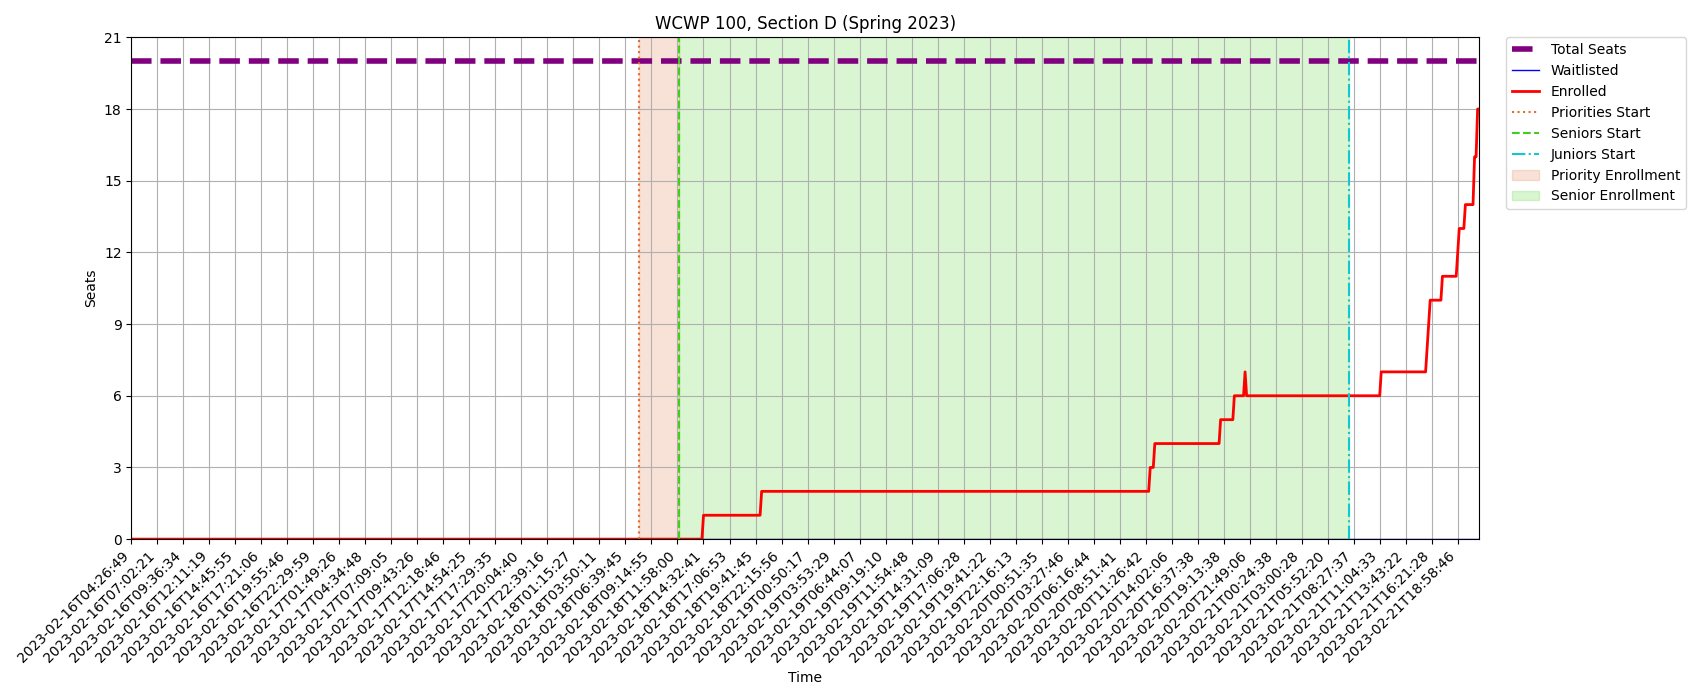 WCWP 100, Section D (Spring 2023)
21
18
15
12
9
6
3
0
Seats
Total Seats
Waitlisted
Enrolled
Priorities Start
Seniors Start
Juniors Start
Priority Enrollment
Senior Enrollment
2023-02-16T04:26:49
2023-02-16T07:02:21
2023-02-16T09:36:34
2023-02-16T12:11:19
2023-02-16T14:45:55
2023-02-16T17:21:06
2023-02-16T19:55:46
2023-02-16T22:29:59
2023-02-17T01:49:26
2023-02-17T04:34:48
2023-02-17T07:09:05
2023-02-17T09:43:26
2023-02-17T12:18:46
2023-02-17T14:54:25
2023-02-17T17:29:35
2023-02-17T20:04:40
2023-02-17T22:39:16
2023-02-18T01:15:27
2023-02-18T03:50:11
2023-02-18T06:39:45
2023-02-18T09:14:55
2023-02-18T11:58:00
2023-02-18T14:32:41
2023-02-18T17:06:53
2023-02-18T19:41:45
2023-02-18T22:15:56
2023-02-19T00:50:17
2023-02-19T03:53:29
2023-02-19T06:44:07
2023-02-19T09:19:10
2023-02-19T11:54:48
2023-02-19T14:31:09
2023-02-19T17:06:28
2023-02-19T19:41:22
2023-02-19T22:16:13
2023-02-20T00:51:35
2023-02-20T03:27:46
2023-02-20T06:16:44
2023-02-20T08:51:41
2023-02-20T11:26:42
2023-02-20T14:02:06
2023-02-20T16:37:38
2023-02-20T19:13:38
2023-02-20T21:49:06
2023-02-21T00:24:38
2023-02-21T03:00:28
2023-02-21T05:52:20
2023-02-21T08:27:37
2023-02-21T11:04:33
2023-02-21T13:43:22
2023-02-21T16:21:28
2023-02-21T18:58:46
Time